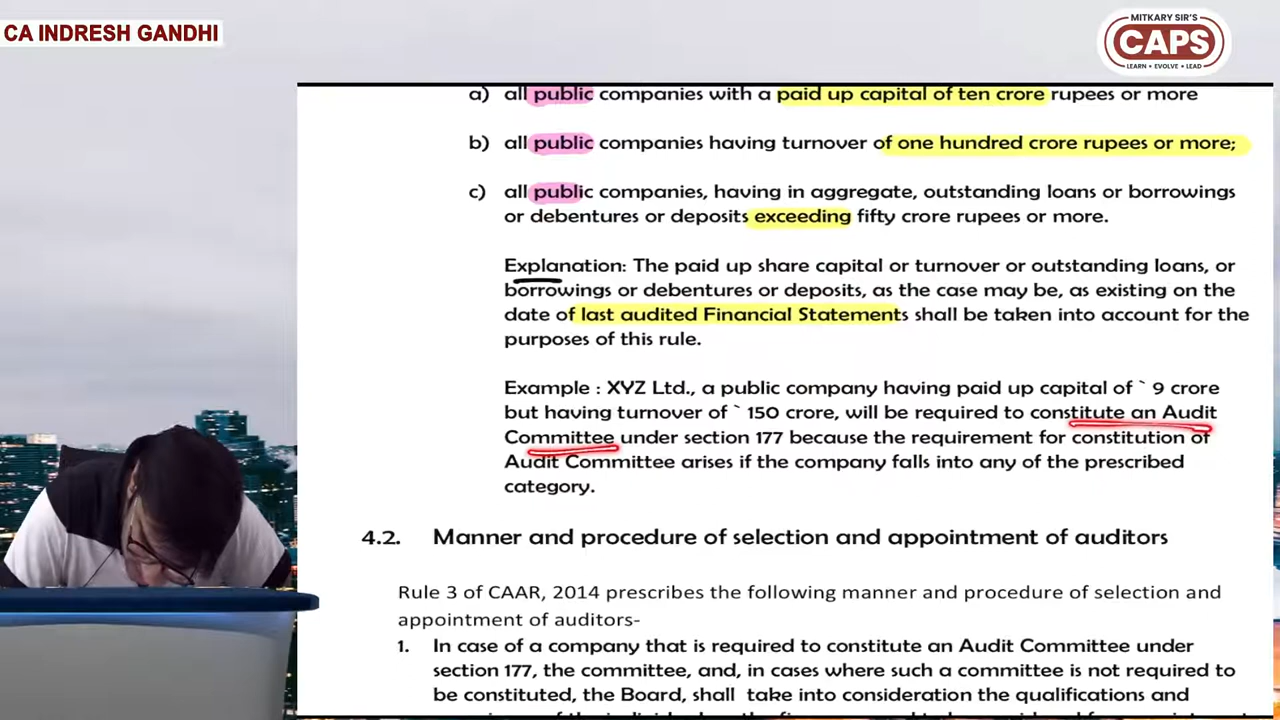 CA INDRESH GANDHI
MITKARY SIR'S
CAPS
LEARN • EVOLVE • LEAD
a) all public companies with a paid up capital of ten crore rupees or more
b) all public companies having turnover of one hundred crore rupees or more;
c) all public companies, having in aggregate, outstanding loans or borrowings
or debentures or deposits exceeding fifty crore rupees or more.
Explanation: The paid up share capital or turnover or outstanding loans, or
borrowings or debentures or deposits, as the case may be, as existing on the
date of last audited Financial Statements shall be taken into account for the
purposes of this rule.
Example : XYZ Ltd., a public company having paid up capital of ` 9 crore
but having turnover of ` 150 crore, will be required to constitute an Audit
Committee under section 177 because the requirement for constitution of
Audit Committee arises if the company falls into any of the prescribed
category.
4.2. Manner and procedure of selection and appointment of auditors
Rule 3 of CAAR, 2014 prescribes the following manner and procedure of selection and
appointment of auditors-
1. In case of a company that is required to constitute an Audit Committee under
section 177, the committee, and, in cases where such a committee is not required to
be constituted, the Board, shall take into consideration the qualifications and